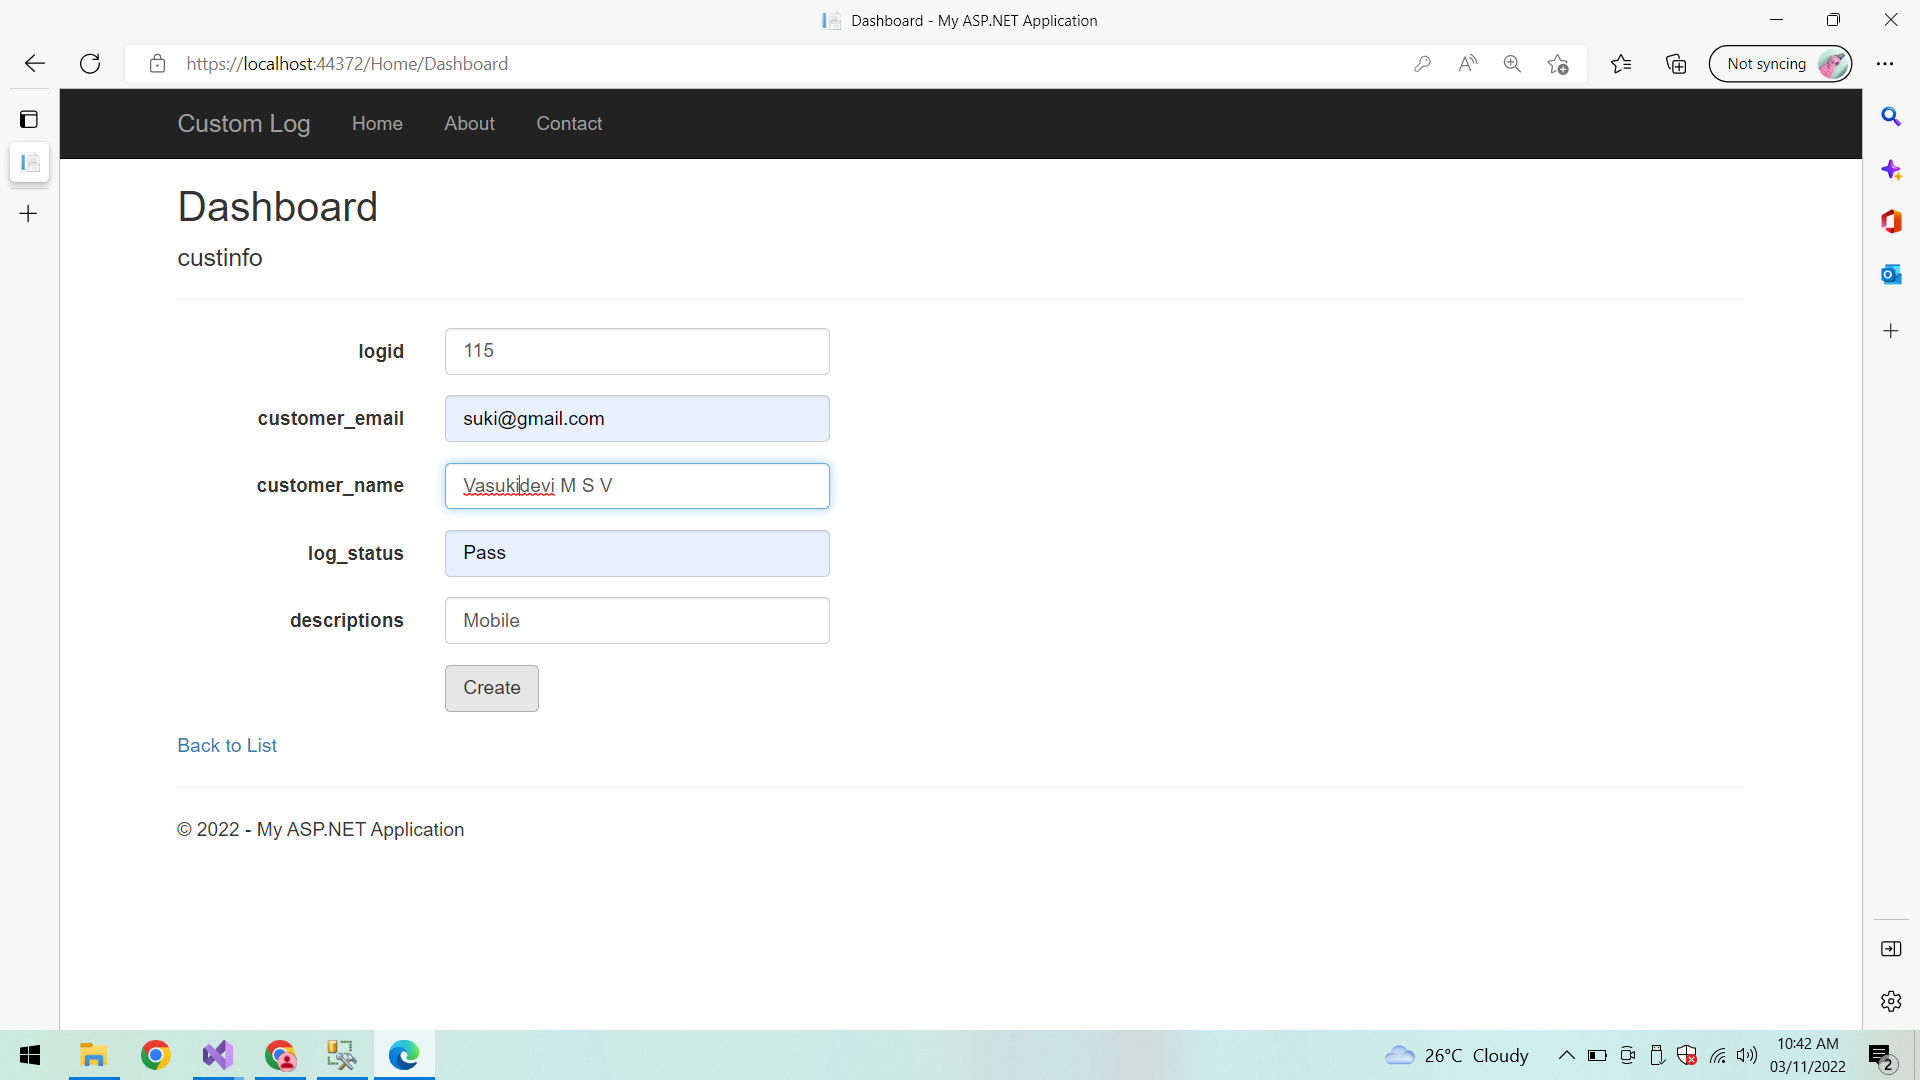 Dashboard - My ASP.NET Application
https://localhost:44372/Home/Dashboard
Not syncing
Custom Log Home About Contact
Dashboard
custinfo
logid 115
customer_email suki@gmail.com
customer_name Vasukidevi M S V
log_status Pass
descriptions Mobile
Create
Back to List
© 2022 - My ASP.NET Application
26°C Cloudy
10:42 AM
03/11/2022
2